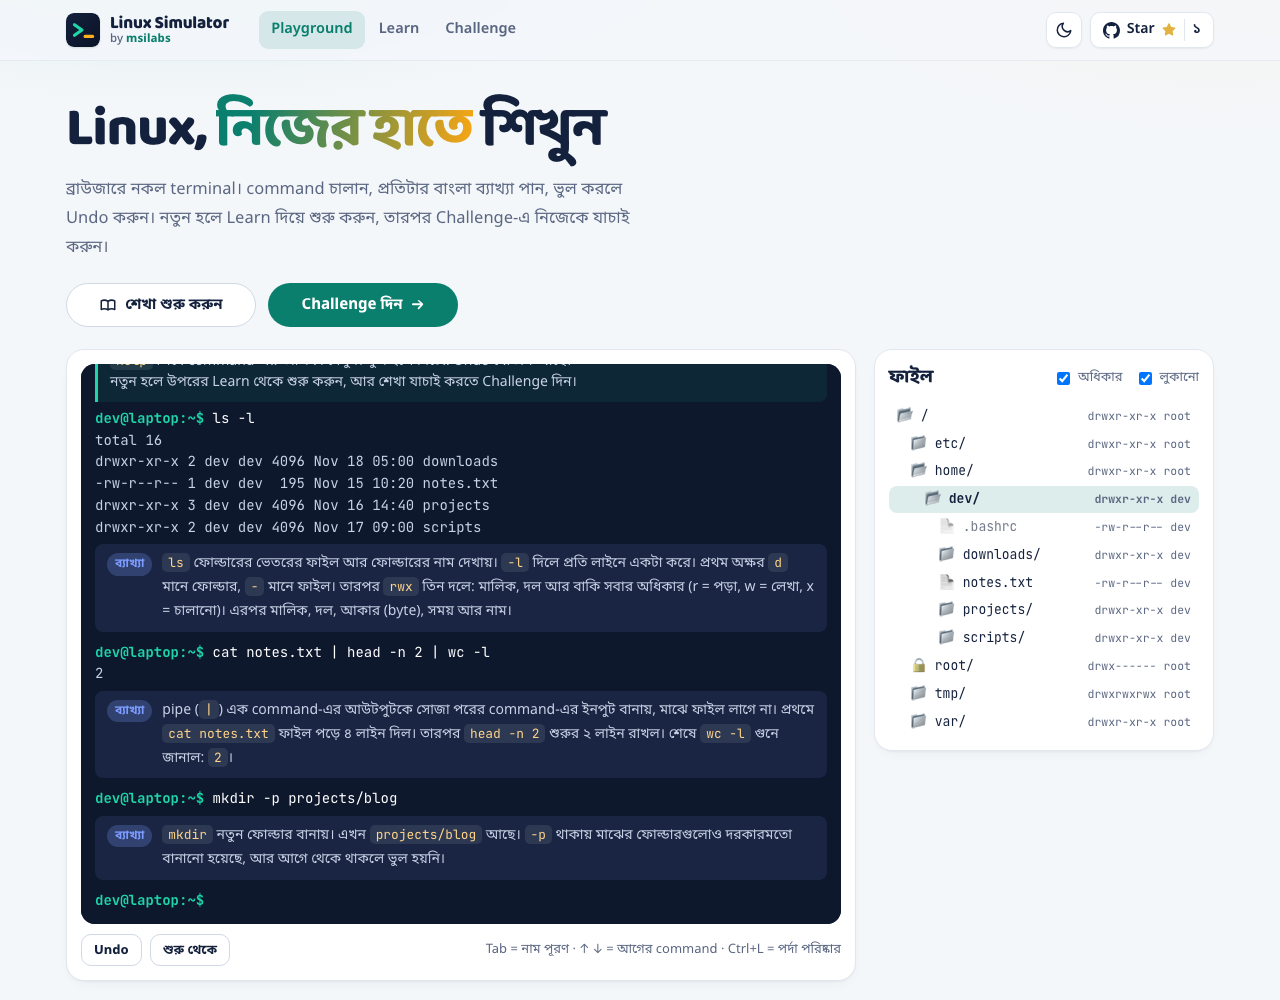 Linux Simulator
by msilabs
Playground
Learn
Challenge
Star ১
Linux, নিজের হাতে শিখুন
ব্রাউজারে নকল terminal। command চালান, প্রতিটার বাংলা ব্যাখ্যা পান, ভুল করলে
Undo করুন। নতুন হলে Learn দিয়ে শুরু করুন, তারপর Challenge-এ নিজেকে যাচাই
করুন।
শেখা শুরু করুন
Challenge দিন →
নতুন হলে উপরের Learn থেকে শুরু করুন, আর শেখা যাচাই করতে Challenge দিন।
dev@laptop:~$ ls -l
total 16
drwxr-xr-x 2 dev dev 4096 Nov 18 05:00 downloads
-rw-r--r-- 1 dev dev  195 Nov 15 10:20 notes.txt
drwxr-xr-x 3 dev dev 4096 Nov 16 14:40 projects
drwxr-xr-x 2 dev dev 4096 Nov 17 09:00 scripts
ব্যাখ্যা ls ফোল্ডারের ভেতরের ফাইল আর ফোল্ডারের নাম দেখায়। -l দিলে প্রতি লাইনে একটা করে। প্রথম অক্ষর d
মানে ফোল্ডার, - মানে ফাইল। তারপর rwx তিন দলে: মালিক, দল আর বাকি সবার অধিকার (r = পড়া, w = লেখা, x
= চালানো)। এরপর মালিক, দল, আকার (byte), সময় আর নাম।
dev@laptop:~$ cat notes.txt | head -n 2 | wc -l
2
ব্যাখ্যা pipe (|) এক command-এর আউটপুটকে সোজা পরের command-এর ইনপুট বানায়, মাঝে ফাইল লাগে না। প্রথমে
cat notes.txt ফাইল পড়ে ৪ লাইন দিল। তারপর head -n 2 শুরুর ২ লাইন রাখল। শেষে wc -l গুনে
জানাল: 2।
dev@laptop:~$ mkdir -p projects/blog
ব্যাখ্যা mkdir নতুন ফোল্ডার বানায়। এখন projects/blog আছে। -p থাকায় মাঝের ফোল্ডারগুলোও দরকারমতো
বানানো হয়েছে, আর আগে থেকে থাকলে ভুল হয়নি।
dev@laptop:~$
Undo
শুরু থেকে
Tab = নাম পূরণ · ↑ ↓ = আগের command · Ctrl+L = পর্দা পরিষ্কার
ফাইল
অধিকার
লুকানো
/ drwxr-xr-x root
etc/ drwxr-xr-x root
home/ drwxr-xr-x root
dev/ drwxr-xr-x dev
.bashrc -rw-r--r-- dev
downloads/ drwxr-xr-x dev
notes.txt -rw-r--r-- dev
projects/ drwxr-xr-x dev
scripts/ drwxr-xr-x dev
root/ drwx------ root
tmp/ drwxrwxrwx root
var/ drwxr-xr-x root